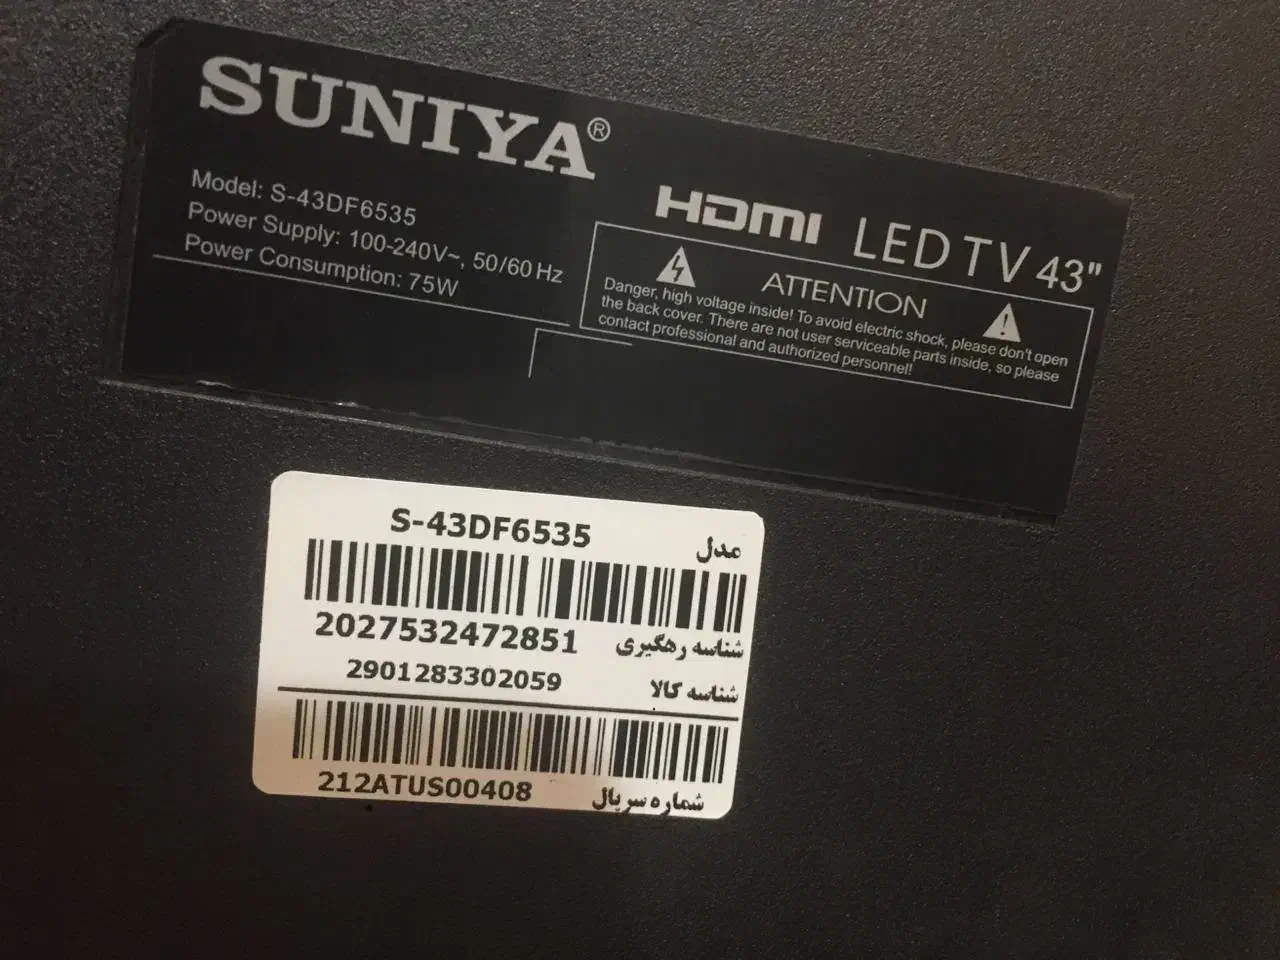 SUNIYA®
Model: S-43DF6535
Power Supply: 100-240V~, 50/60Hz
Power Consumption: 75W
HDMI LED TV 43"
ATTENTION
Danger, high voltage inside! To avoid electric shock, please don't open
the back cover. There are not user serviceable parts inside, so please
contact professional and authorized personnel!
S-43DF6535 مدل
2027532472851 شناسه رهگیری
2901283302059 شناسه کالا
212ATUS00408 شماره سریال